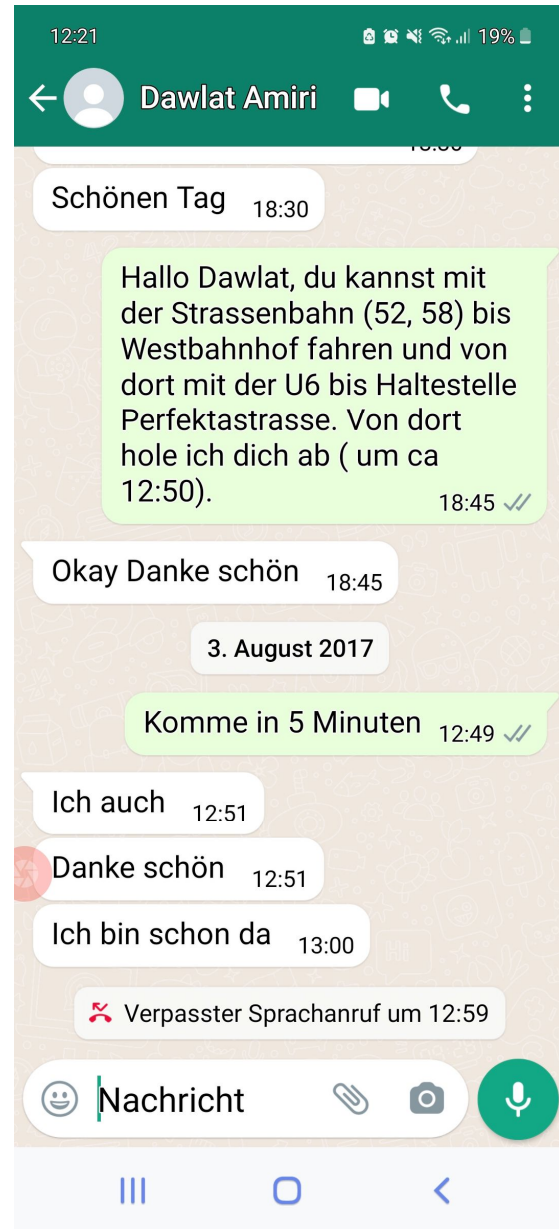 12:21
19%
Dawlat Amiri
Schönen Tag 18:30
Hallo Dawlat, du kannst mit
der Strassenbahn (52, 58) bis
Westbahnhof fahren und von
dort mit der U6 bis Haltestelle
Perfektastrasse. Von dort
hole ich dich ab ( um ca
12:50). 18:45
Okay Danke schön 18:45
3. August 2017
Komme in 5 Minuten 12:49
Ich auch 12:51
Danke schön 12:51
Ich bin schon da 13:00
Verpasster Sprachanruf um 12:59
Nachricht